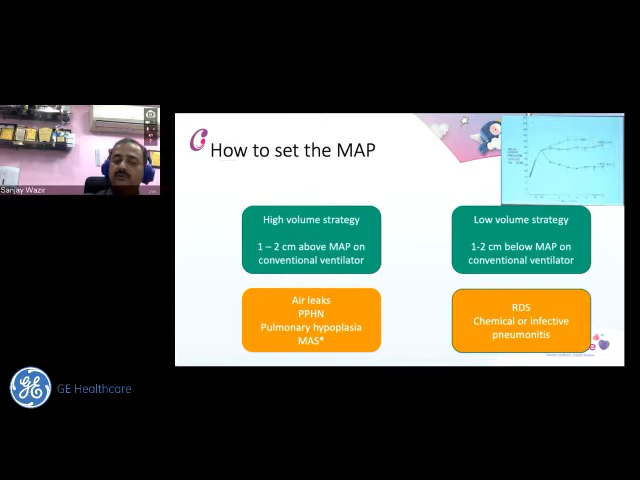 How to set the MAP
High volume strategy
1 – 2 cm above MAP on
conventional ventilator
Low volume strategy
1-2 cm below MAP on
conventional ventilator
Air leaks
PPHN
Pulmonary hypoplasia
MAS*
RDS
Chemical or infective
pneumonitis
Sanjay Wazir
GE Healthcare